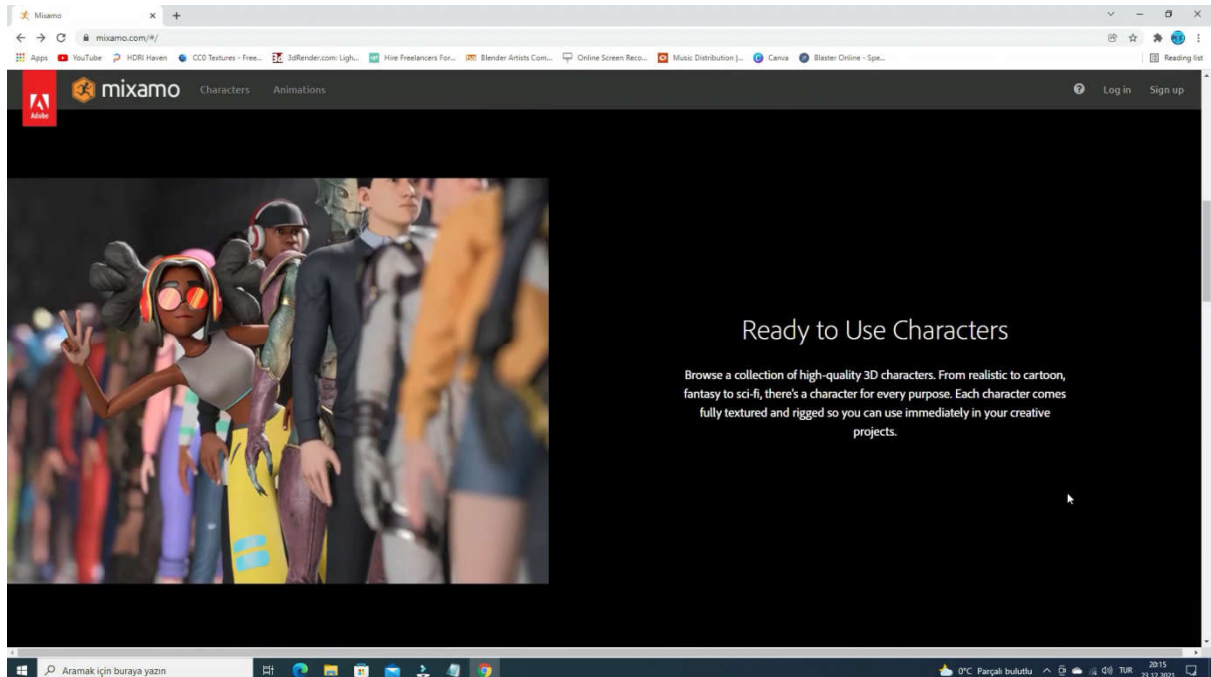 Mixamo
mixamo.com/#/
Apps YouTube HDRI Haven CC0 Textures - Free... 3dRender.com: Ligh... Hire Freelancers For... Blender Artists Com... Online Screen Reco... Music Distribution |... Canva Blaster Online - Spe... Reading list
Adobe
mixamo Characters Animations Log in Sign up
Ready to Use Characters
Browse a collection of high-quality 3D characters. From realistic to cartoon,
fantasy to sci-fi, there's a character for every purpose. Each character comes
fully textured and rigged so you can use immediately in your creative
projects.
Aramak için buraya yazın
0°C Parçalı bulutlu TUR 20:15
23.12.2021